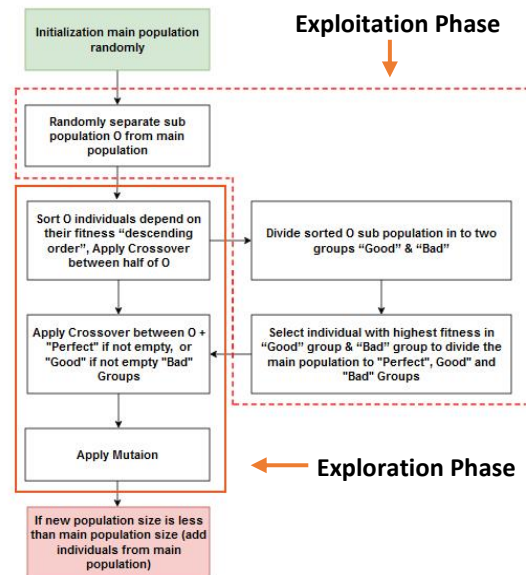 Exploitation Phase
Initialization main population
randomly
Randomly separate sub
population O from main
population
Sort O individuals depend on
their fitness “descending
order”, Apply Crossover
between half of O
Divide sorted O sub population in to two
groups “Good” & “Bad”
Apply Crossover between O +
"Perfect" if not empty, or
"Good" if not empty "Bad"
Groups
Select individual with highest fitness in
“Good” group & “Bad” group to divide the
main population to "Perfect", Good" and
"Bad" Groups
Apply Mutaion
Exploration Phase
If new population size is less
than main population size (add
individuals from main
population)